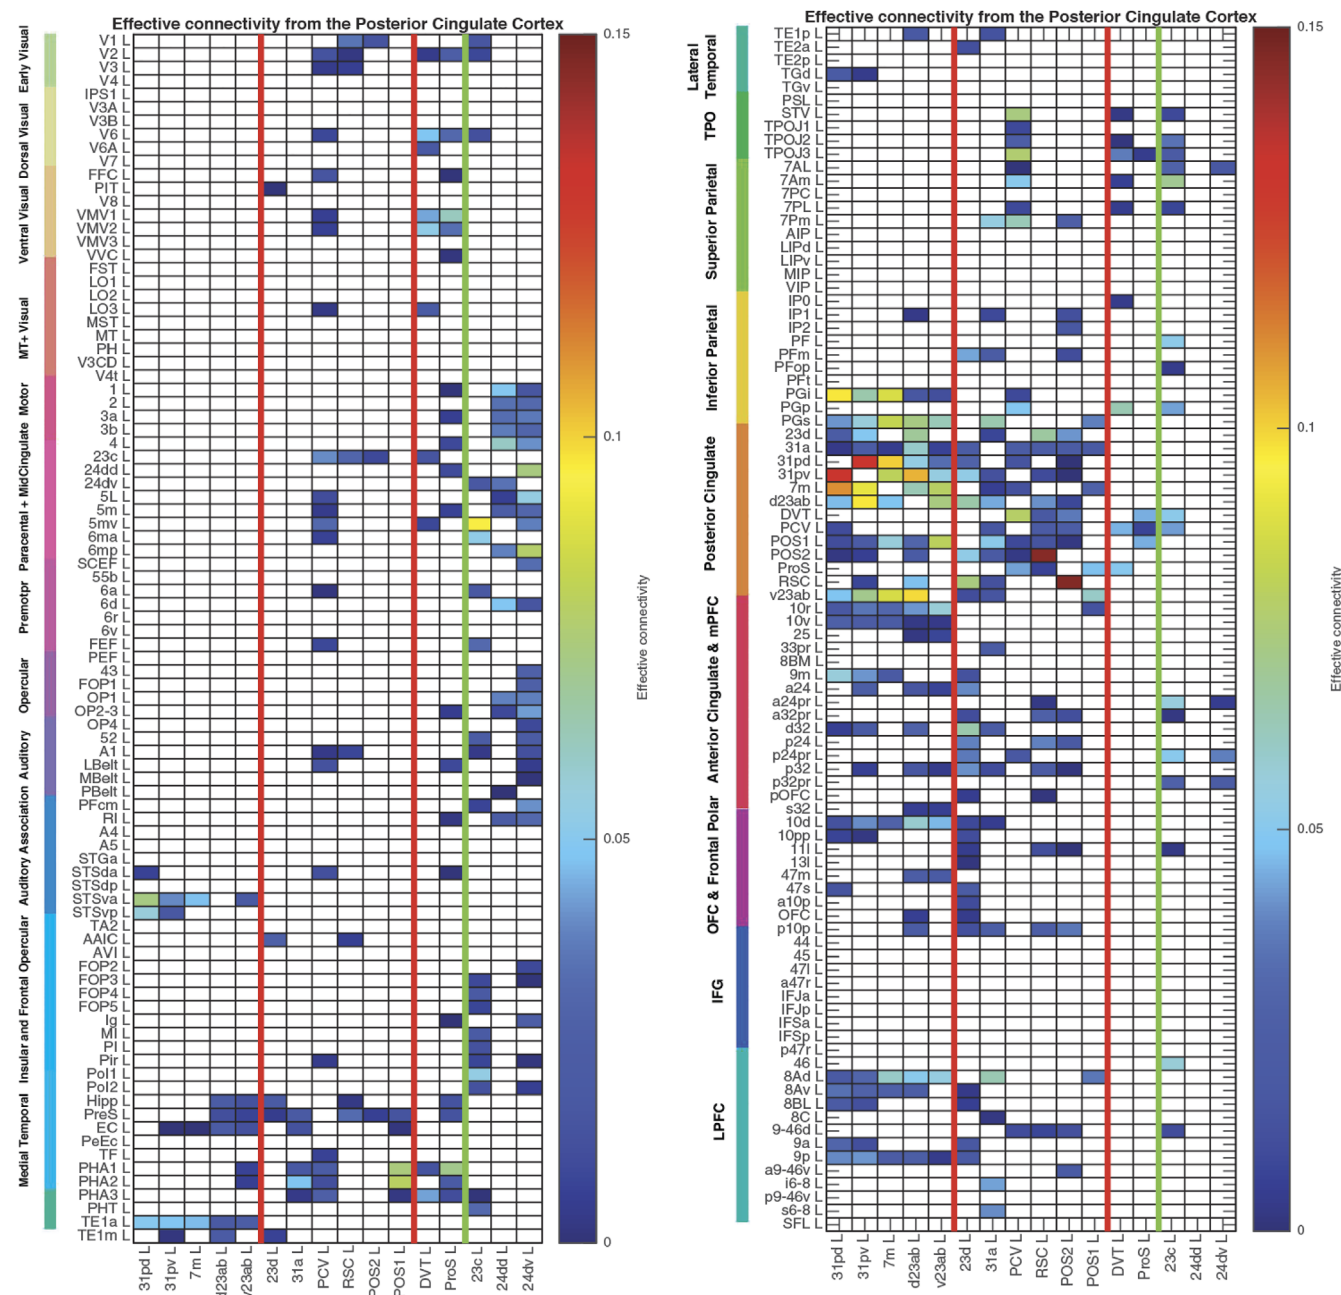 Effective connectivity from the Posterior Cingulate Cortex
Early Visual
Dorsal Visual
Ventral Visual
MT+ Visual
Motor
Paracental + MidCingulate
Premotpr
Opercular
Auditory
Auditory Association
Insular and Frontal Opercular
Medial Temporal
V1 L
V2 L
V3 L
V4 L
IPS1 L
V3A L
V3B L
V6 L
V6A L
V7 L
FFC L
PIT L
V8 L
VMV1 L
VMV2 L
VMV3 L
VVC L
FST L
LO1 L
LO2 L
LO3 L
MST L
MT L
PH L
V3CD L
V4t L
1 L
2 L
3a L
3b L
4 L
23c L
24dd L
24dv L
5L L
5m L
5mv L
6ma L
6mp L
SCEF L
55b L
6a L
6d L
6r L
6v L
FEF L
PEF L
43 L
FOP1 L
OP1 L
OP2-3 L
OP4 L
52 L
A1 L
LBelt L
MBelt L
PBelt L
PFcm L
RI L
A4 L
A5 L
STGa L
STSda L
STSdp L
STSva L
STSvp L
TA2 L
AAIC L
AVI L
FOP2 L
FOP3 L
FOP4 L
FOP5 L
Ig L
MI L
PI L
Pir L
PoI1 L
PoI2 L
Hipp L
PreS L
EC L
PeEc L
TF L
PHA1 L
PHA2 L
PHA3 L
PHT L
TE1a L
TE1m L
31pd L
31pv L
7m L
d23ab L
v23ab L
23d L
31a L
PCV L
RSC L
POS2 L
POS1 L
DVT L
ProS L
23c L
24dd L
24dv L
0.15
0.1
0.05
0
Effective connectivity
Effective connectivity from the Posterior Cingulate Cortex
Lateral Temporal
TPO
Superior Parietal
Inferior Parietal
Posterior Cingulate
Anterior Cingulate & mPFC
OFC & Frontal Polar
IFG
LPFC
TE1p L
TE2a L
TE2p L
TGd L
TGv L
PSL L
STV L
TPOJ1 L
TPOJ2 L
TPOJ3 L
7AL L
7Am L
7PC L
7PL L
7Pm L
AIP L
LIPd L
LIPv L
MIP L
VIP L
IP0 L
IP1 L
IP2 L
PF L
PFm L
PFop L
PFt L
PGi L
PGp L
PGs L
23d L
31a L
31pd L
31pv L
7m L
d23ab L
DVT L
PCV L
POS1 L
POS2 L
ProS L
RSC L
v23ab L
10r L
10v L
25 L
33pr L
8BM L
9m L
a24 L
a24pr L
a32pr L
d32 L
p24 L
p24pr L
p32 L
p32pr L
pOFC L
s32 L
10d L
10pp L
11l L
13l L
47m L
47s L
a10p L
OFC L
p10p L
44 L
45 L
47l L
a47r L
IFJa L
IFJp L
IFSa L
IFSp L
p47r L
46 L
8Ad L
8Av L
8BL L
8C L
9-46d L
9a L
9p L
a9-46v L
i6-8 L
p9-46v L
s6-8 L
SFL L
31pd L
31pv L
7m L
d23ab L
v23ab L
23d L
31a L
PCV L
RSC L
POS2 L
POS1 L
DVT L
ProS L
23c L
24dd L
24dv L
0.15
0.1
0.05
0
Effective connectivity